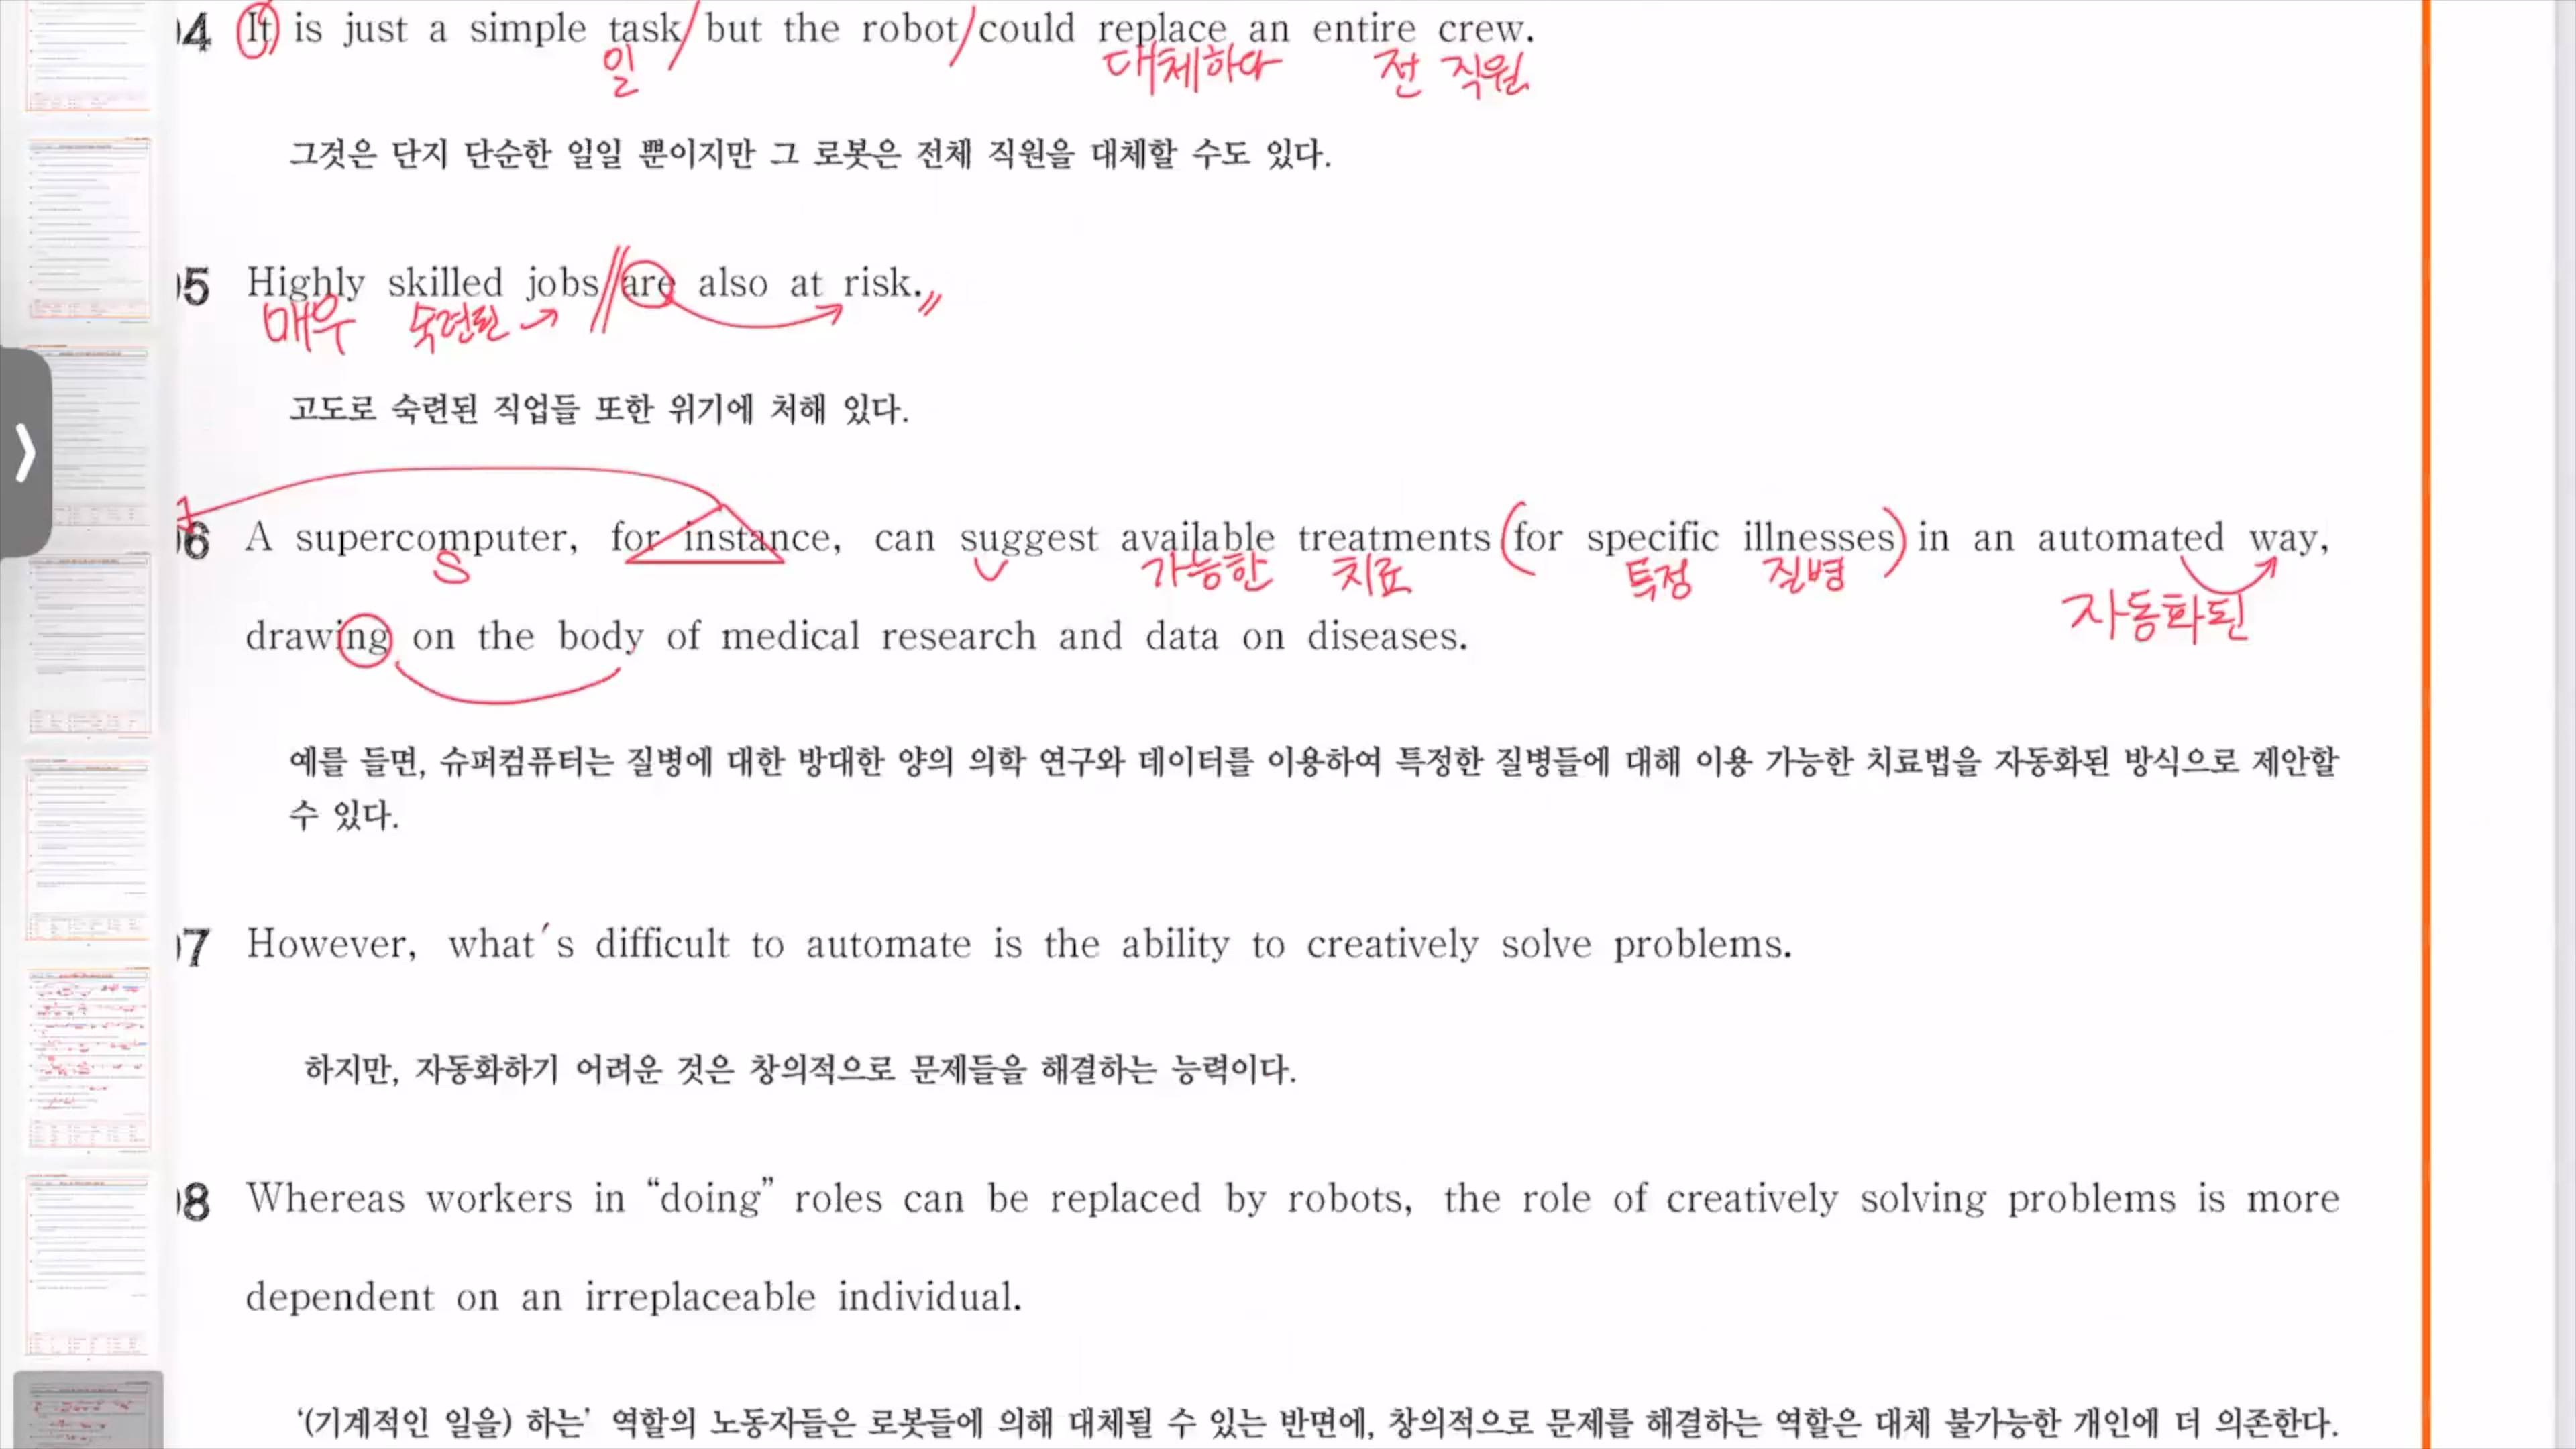 04 It is just a simple task/but the robot/could replace an entire crew.
일 대체하다 전 직원
그것은 단지 단순한 일일 뿐이지만 그 로봇은 전체 직원을 대체할 수도 있다.
05 Highly skilled jobs//are also at risk.
매우 숙련된
고도로 숙련된 직업들 또한 위기에 처해 있다.
06 A supercomputer, for instance, can suggest available treatments (for specific illnesses) in an automated way,
S V 가능한 치료 특정 질병 자동화된
drawing on the body of medical research and data on diseases.
예를 들면, 슈퍼컴퓨터는 질병에 대한 방대한 양의 의학 연구와 데이터를 이용하여 특정한 질병들에 대해 이용 가능한 치료법을 자동화된 방식으로 제안할
수 있다.
07 However, what's difficult to automate is the ability to creatively solve problems.
하지만, 자동화하기 어려운 것은 창의적으로 문제들을 해결하는 능력이다.
08 Whereas workers in “doing” roles can be replaced by robots, the role of creatively solving problems is more
dependent on an irreplaceable individual.
‘(기계적인 일을) 하는’ 역할의 노동자들은 로봇들에 의해 대체될 수 있는 반면에, 창의적으로 문제를 해결하는 역할은 대체 불가능한 개인에 더 의존한다.